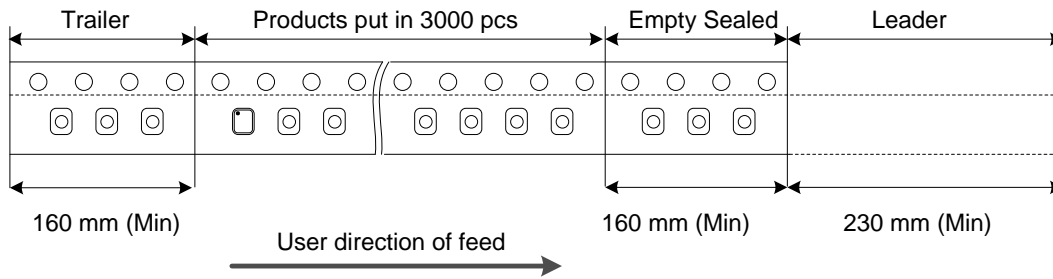 Trailer Products put in 3000 pcs Empty Sealed Leader
160 mm (Min) 160 mm (Min) 230 mm (Min)
User direction of feed